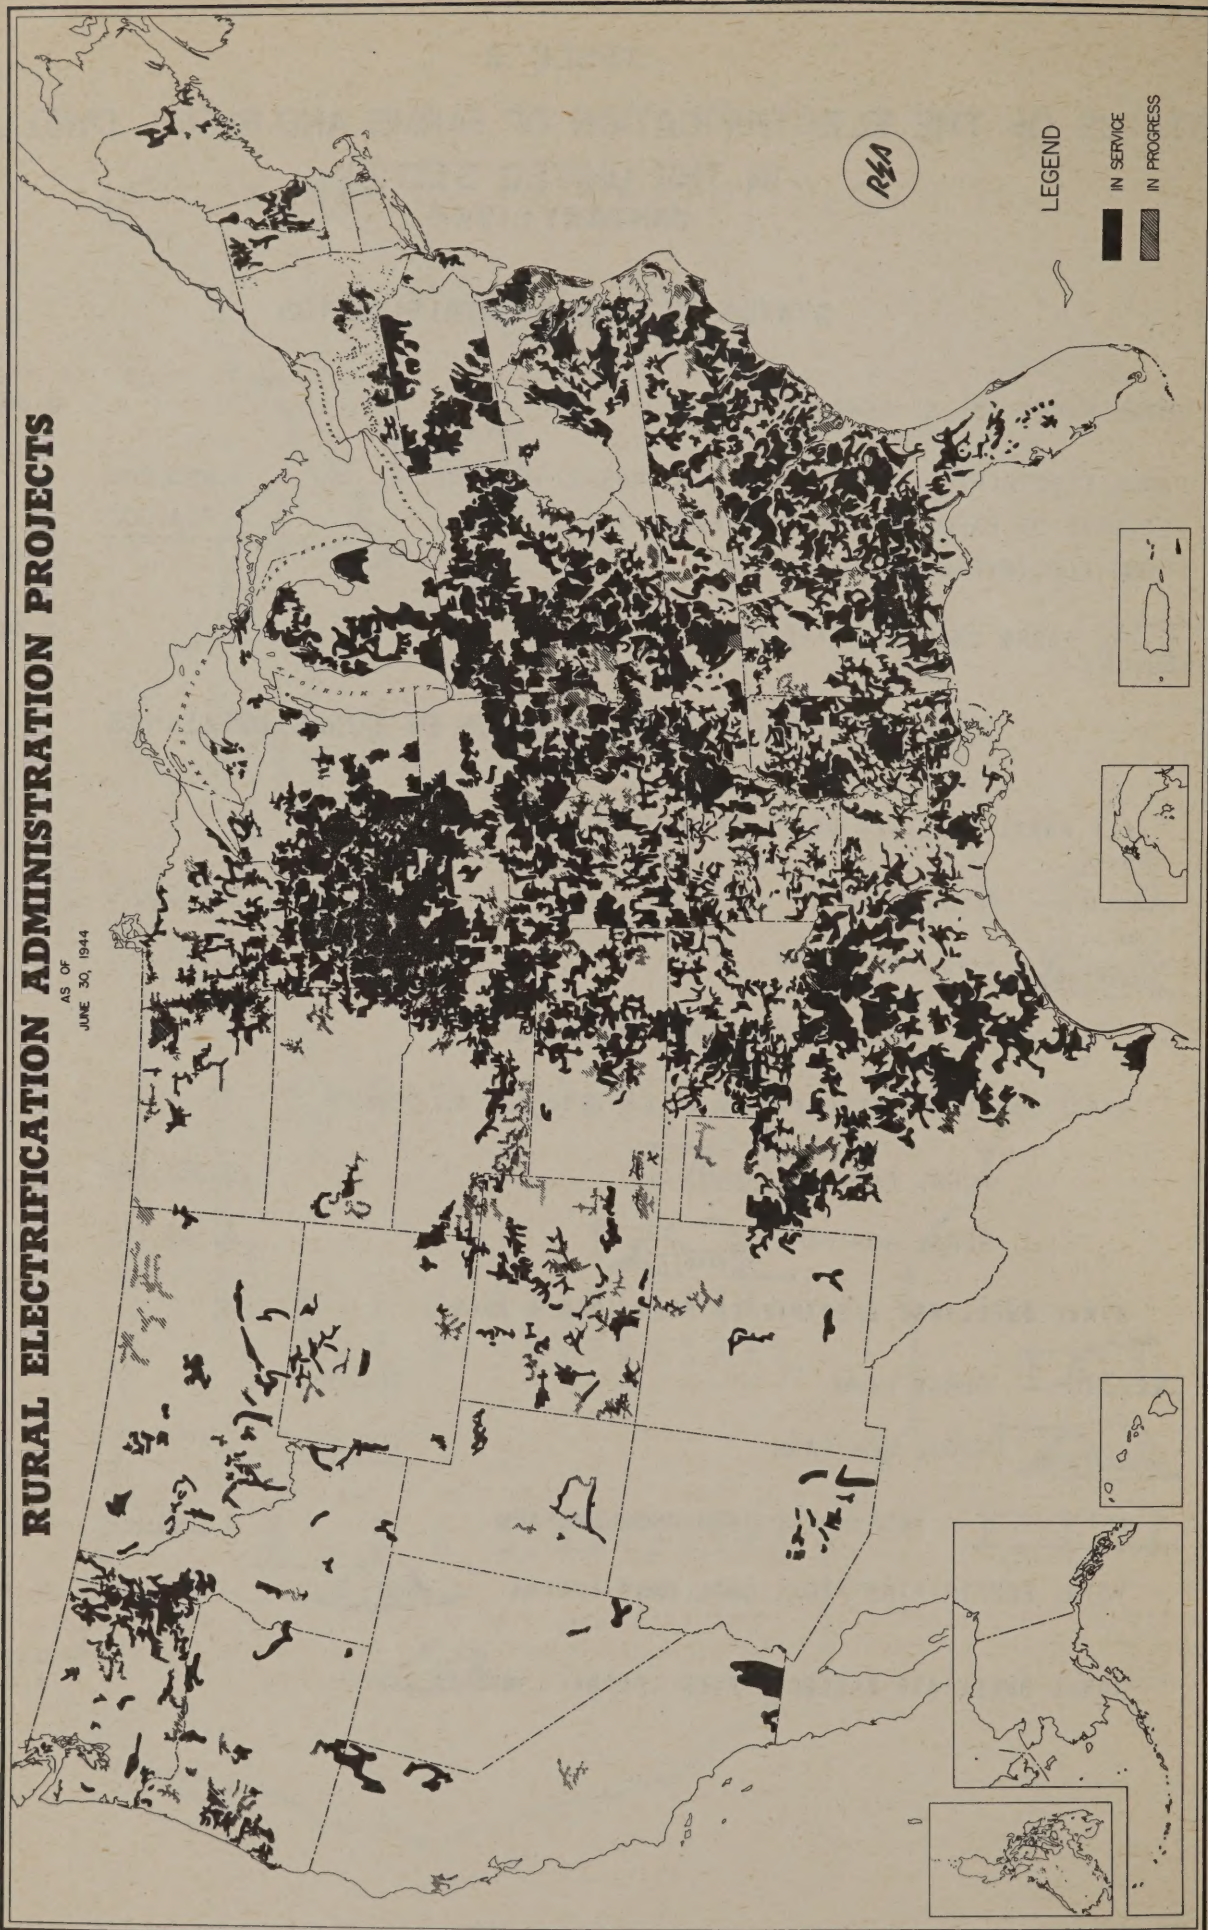 RURAL ELECTRIFICATION ADMINISTRATION PROJECTS
AS OF
JUNE 30, 1944
LAKE SUPERIOR
LAKE MICHIGAN
REA
LEGEND
IN SERVICE
IN PROGRESS